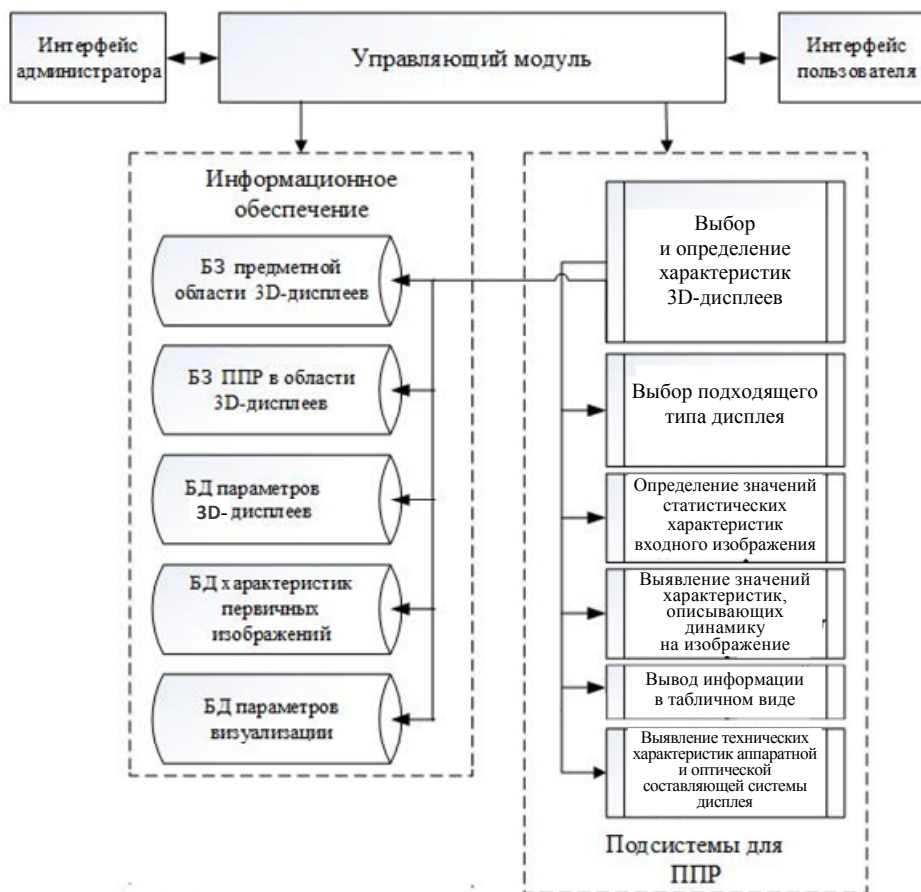 Интерфейс
администратора
Управляющий модуль
Интерфейс
пользователя
Информационное
обеспечение
БЗ предметной
области 3D-дисплеев
БЗ ППР в области
3D-дисплеев
БД параметров
3D-дисплеев
БД характеристик
первичных
изображений
БД параметров
визуализации
Выбор
и определение
характеристик
3D-дисплеев
Выбор подходящего
типа дисплея
Определение значений
статистических
характеристик
входного изображения
Выявление значений
характеристик,
описывающих
динамику
на изображение
Вывод информации
в табличном виде
Выявление технических
характеристик аппаратной
и оптической
составляющей системы
дисплея
Подсистемы для
ППР